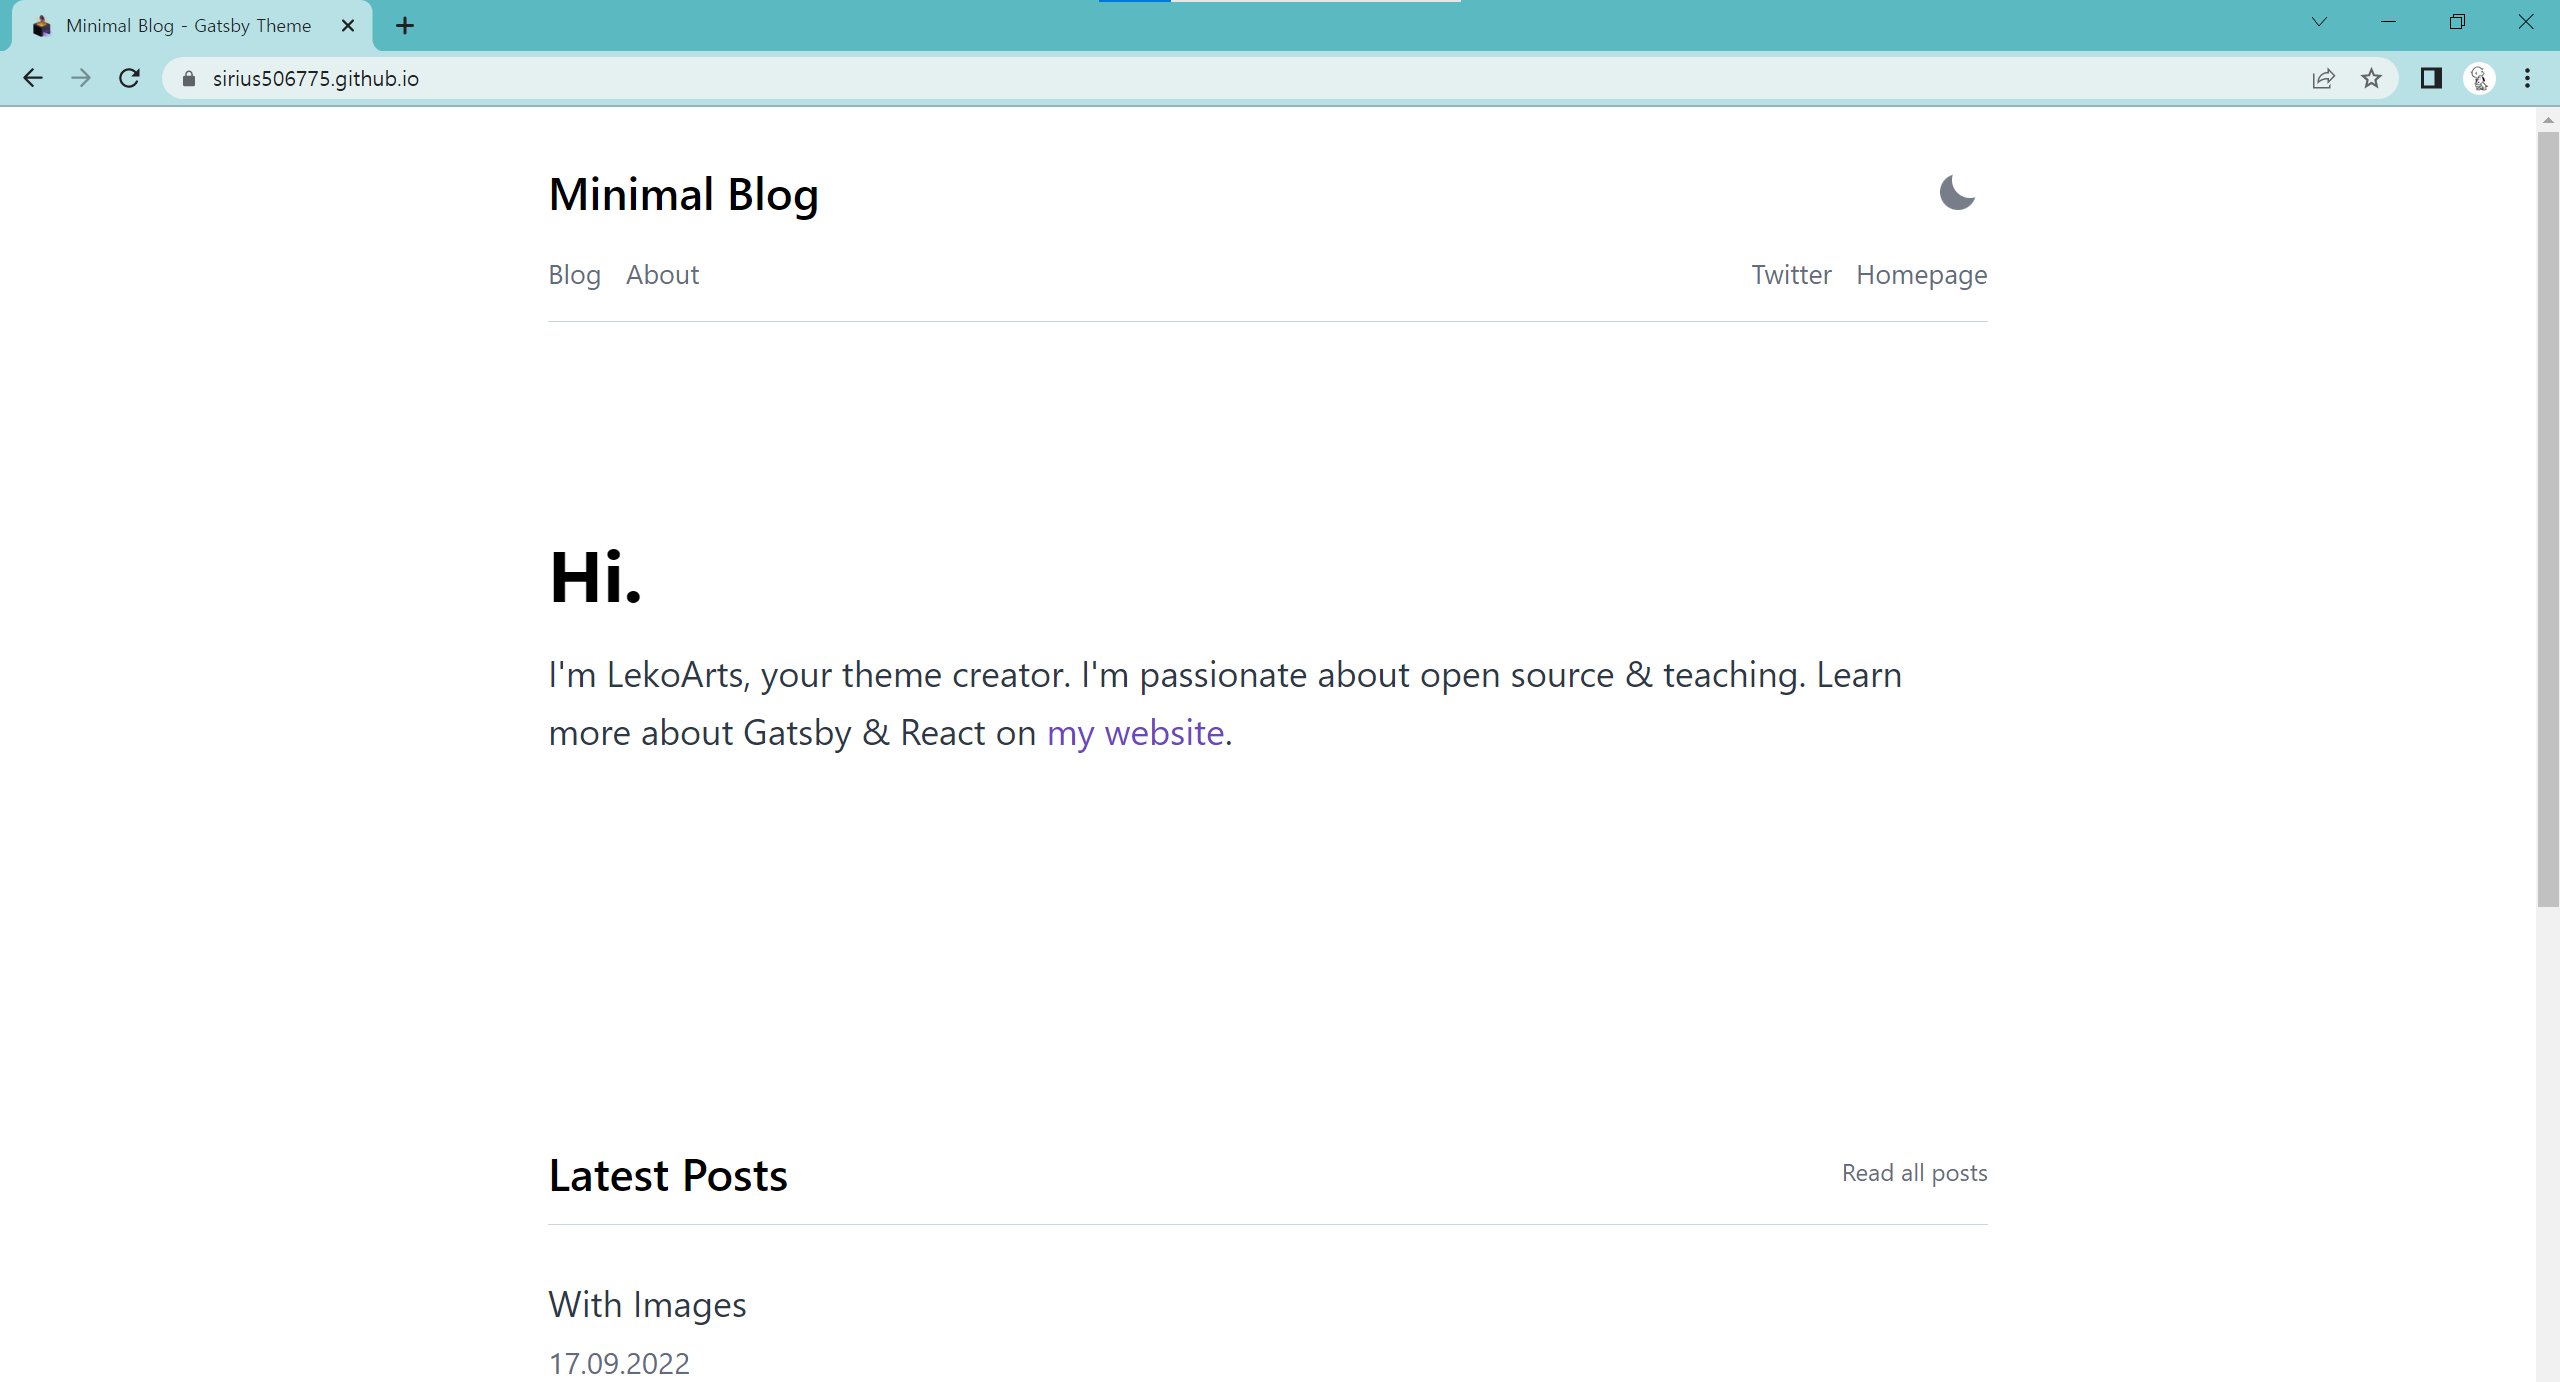 Minimal Blog - Gatsby Theme
sirius506775.github.io
Minimal Blog
Blog About
Twitter Homepage
Hi.
I'm LekoArts, your theme creator. I'm passionate about open source & teaching. Learn
more about Gatsby & React on my website.
Latest Posts
Read all posts
With Images
17.09.2022